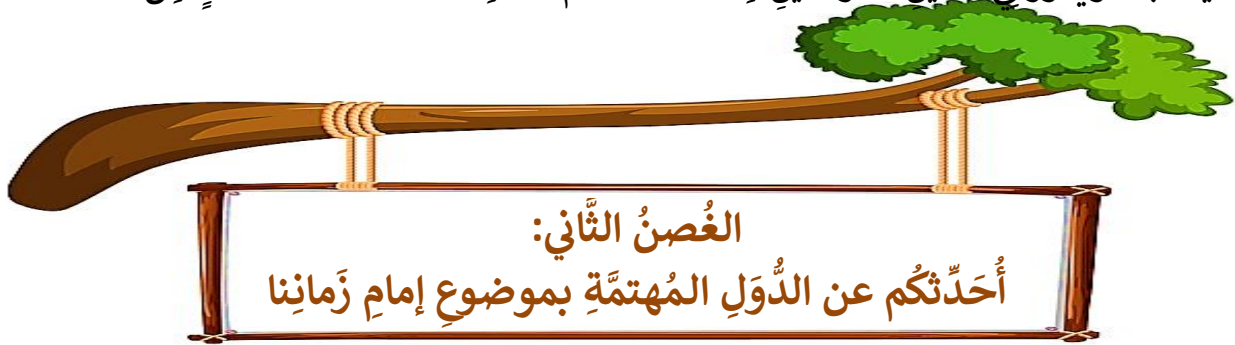 الغُصنُ الثَّاني:
أُحَدِّثكُم عن الدُّوَلِ المُهتمَّةِ بموضوعِ إمامِ زَمانِنا